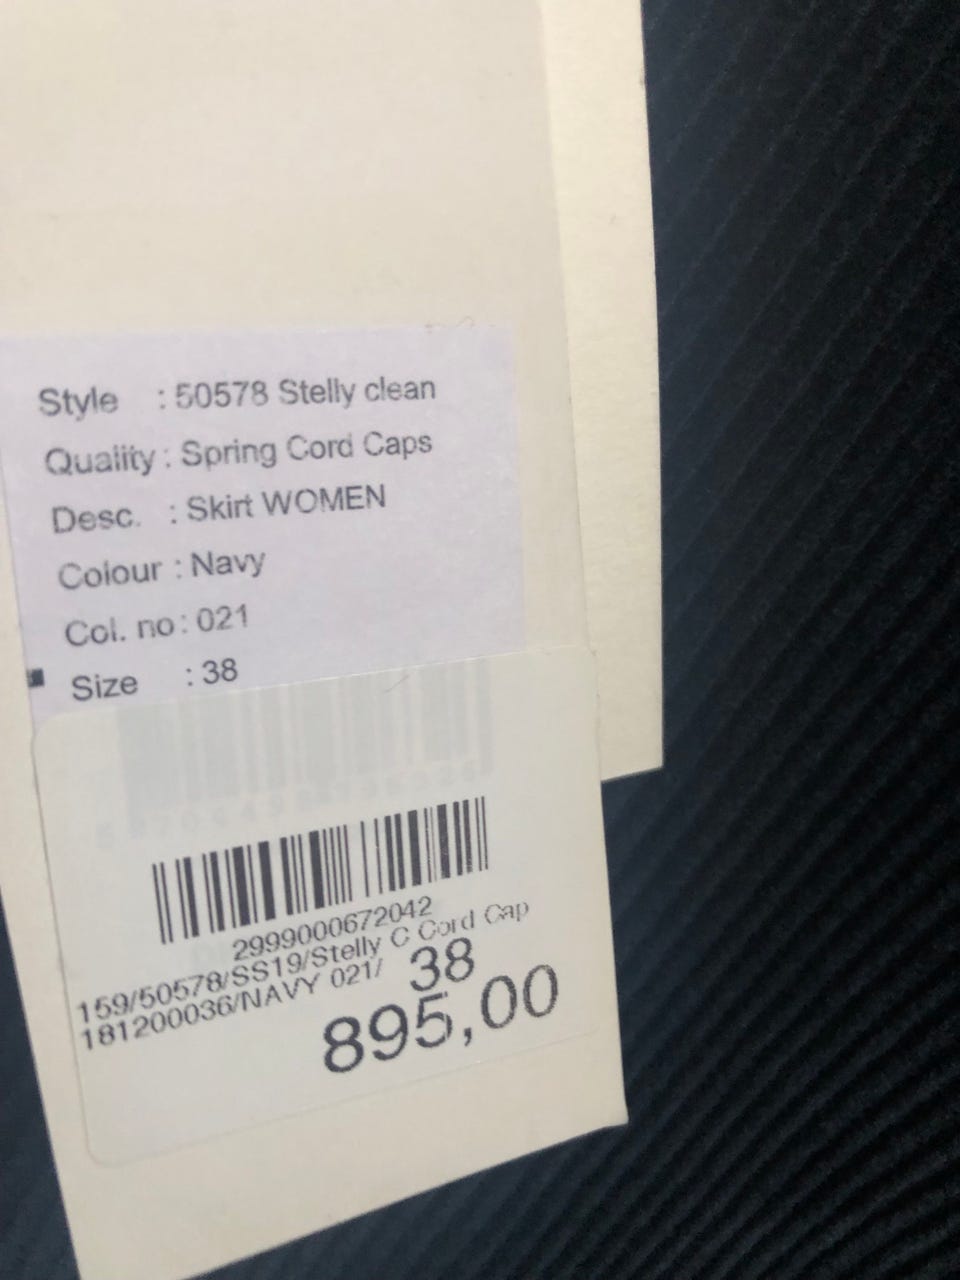 Style : 50578 Stelly clean
Quality : Spring Cord Caps
Desc. : Skirt WOMEN
Colour : Navy
Col. no : 021
Size : 38
2999000672042
159/50578/SS19/Stelly C Cord Cap
181200036/NAVY 021/ 38
895,00